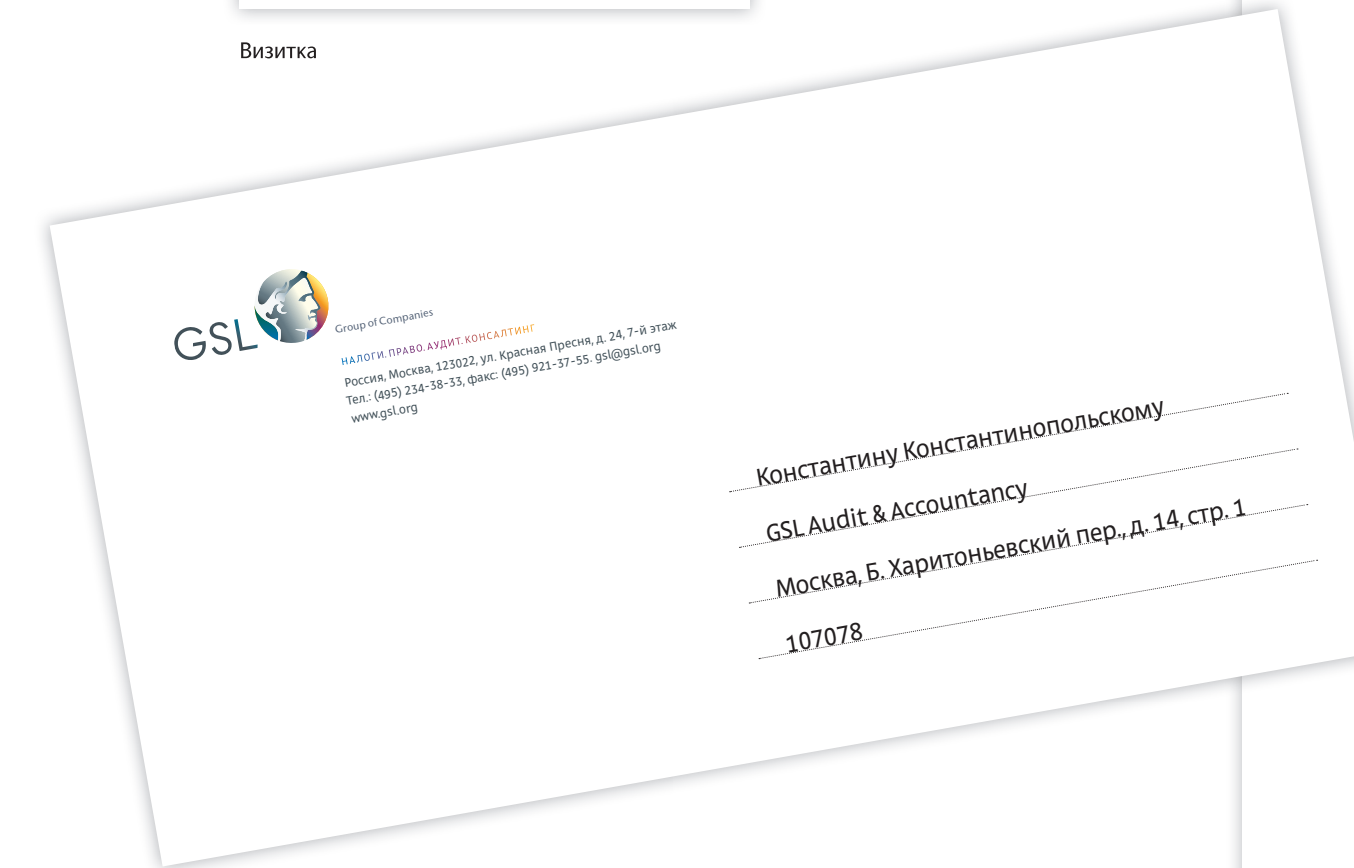 Визитка
GSL
Group of Companies
НАЛОГИ. ПРАВО. АУДИТ. КОНСАЛТИНГ
Россия, Москва, 123022, ул. Красная Пресня, д. 24, 7-й этаж
Тел.: (495) 234-38-33, факс: (495) 921-37-55. gsl@gsl.org
www.gsl.org
Константину Константинопольскому
GSL Audit & Accountancy
Москва, Б. Харитоньевский пер., д. 14, стр. 1
107078